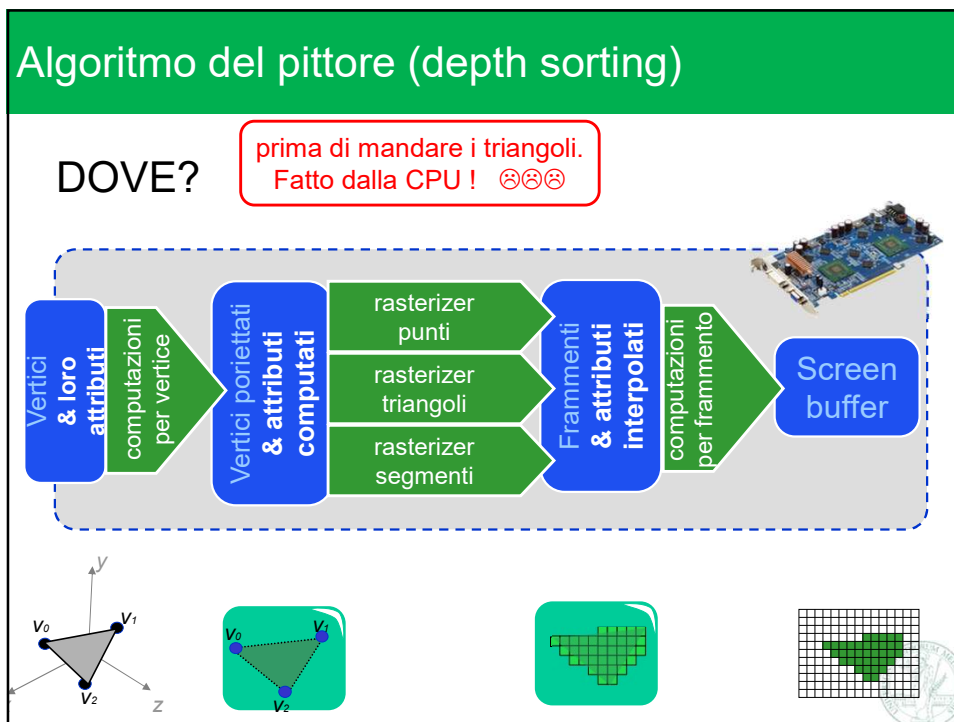 Algoritmo del pittore (depth sorting)
DOVE?
prima di mandare i triangoli.
Fatto dalla CPU ! ☹☹☹
Vertici
& loro
attributi
computazioni
per vertice
Vertici poriettati
& attributi
computati
rasterizer
punti
rasterizer
triangoli
rasterizer
segmenti
Frammenti
& attributi
interpolati
computazioni
per frammento
Screen
buffer
y
v0
v1
v2
z
v0
v1
v2